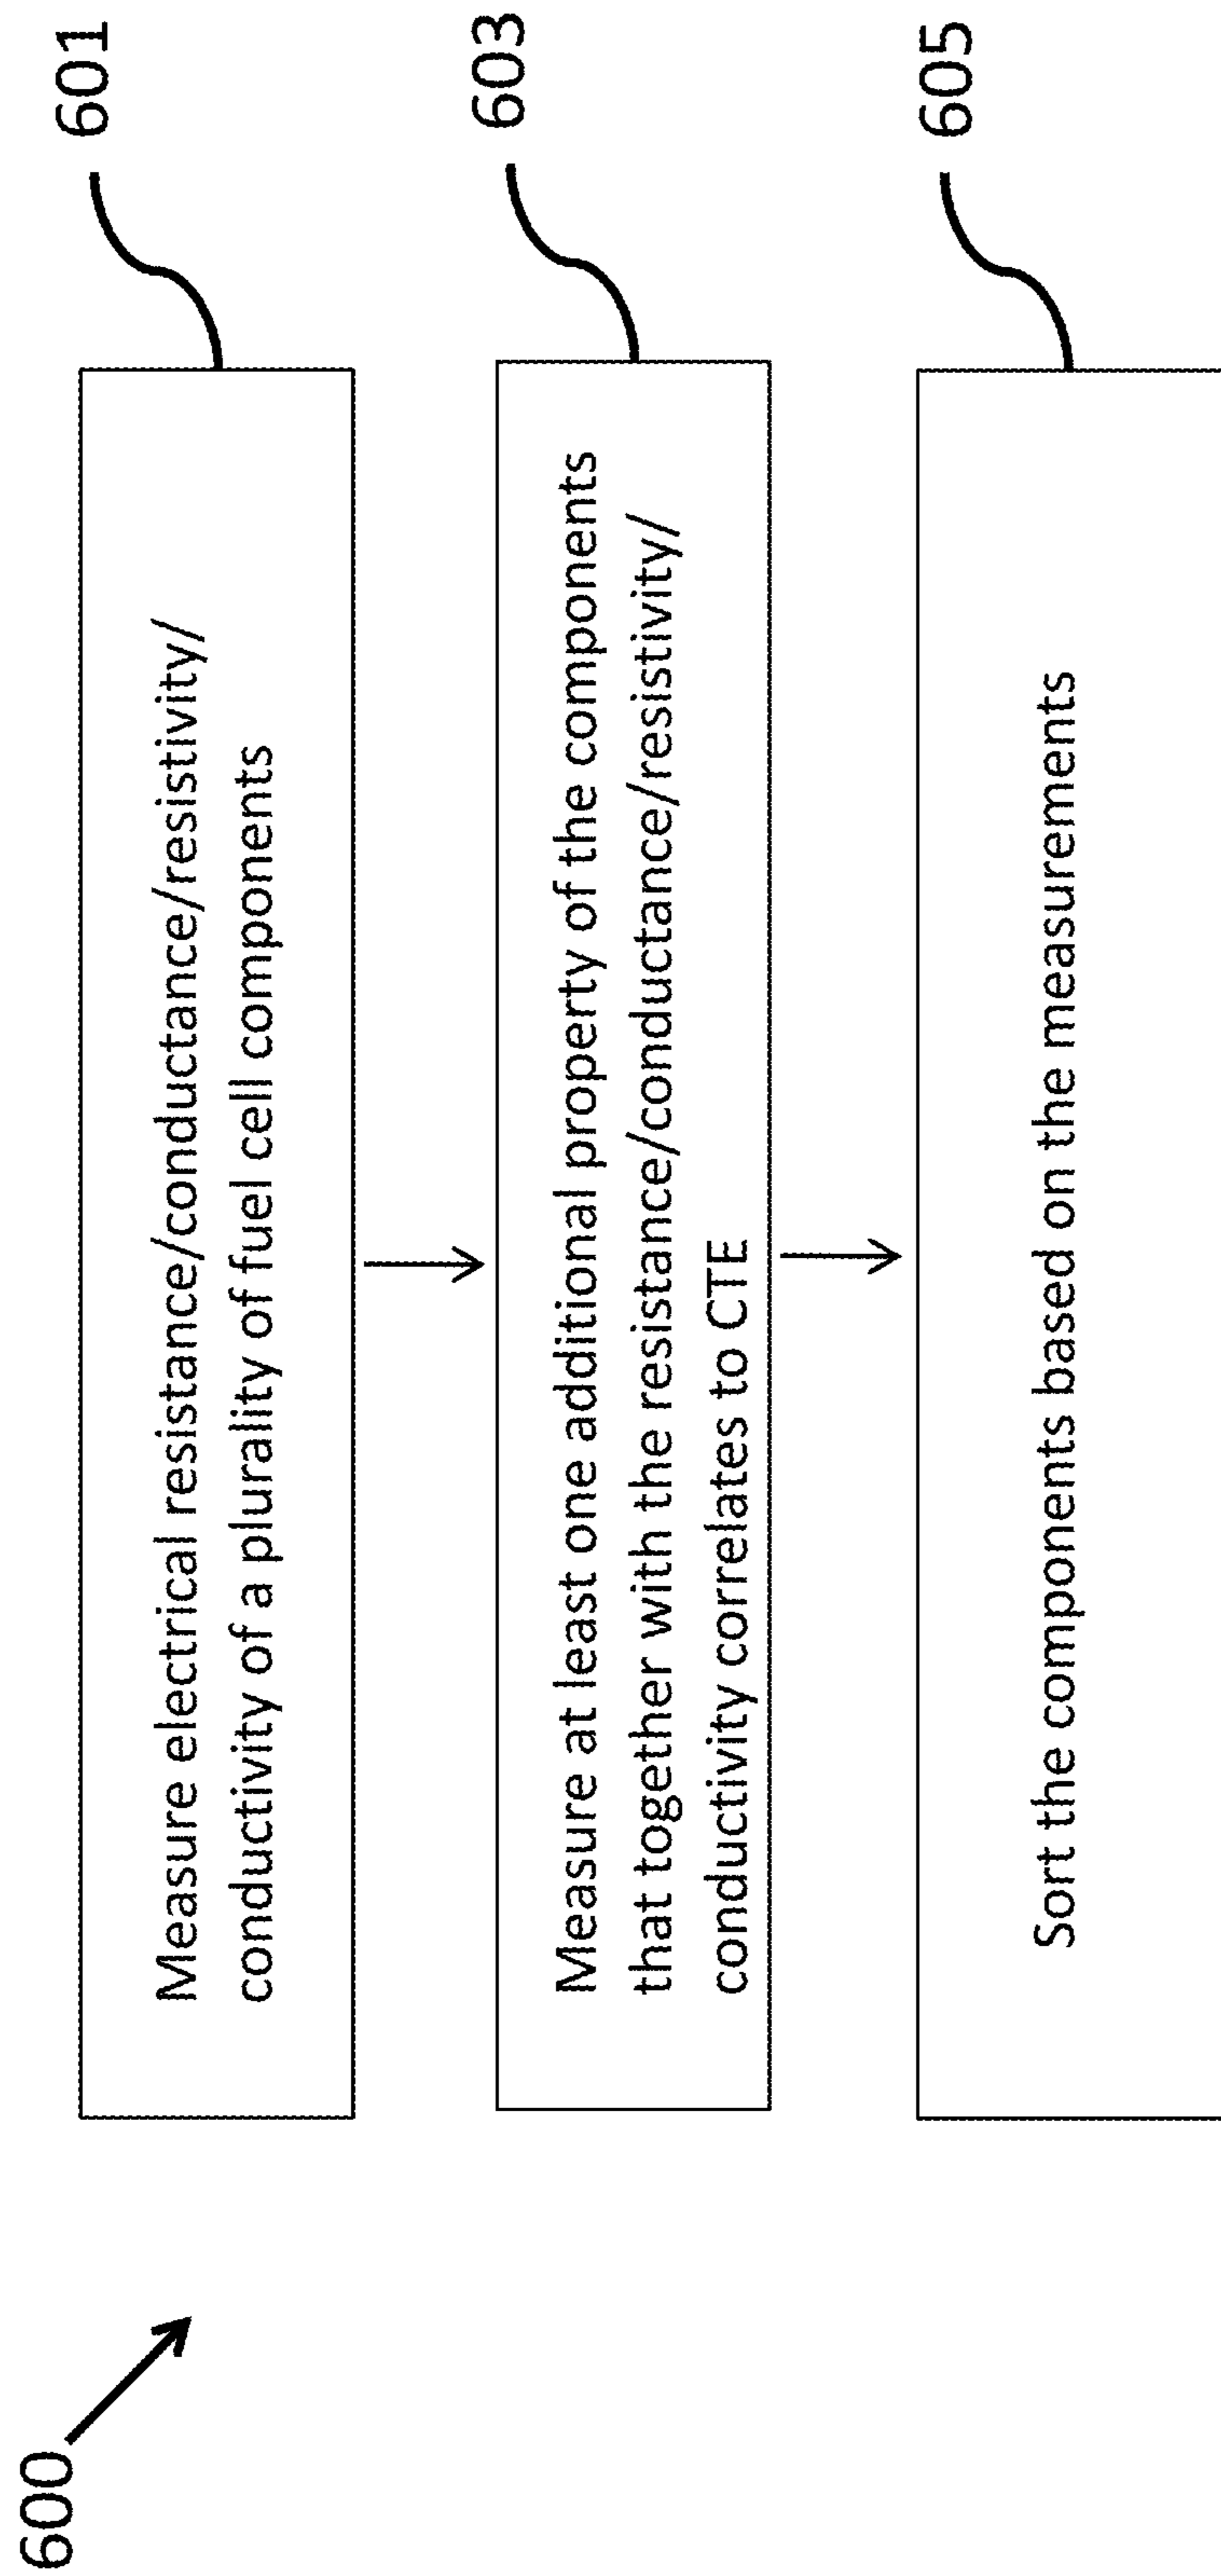 600
601
Measure electrical resistance/conductance/resistivity/
conductivity of a plurality of fuel cell components
603
Measure at least one additional property of the components
that together with the resistance/conductance/resistivity/
conductivity correlates to CTE
605
Sort the components based on the measurements